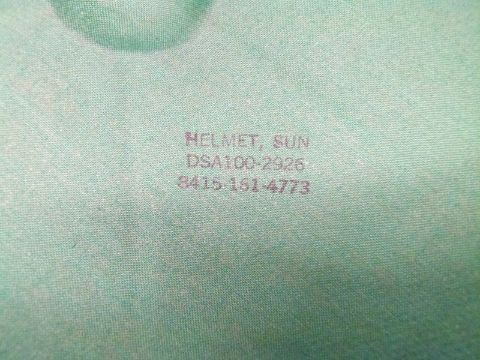 HELMET, SUN
DSA100-2926
8415-161-4773